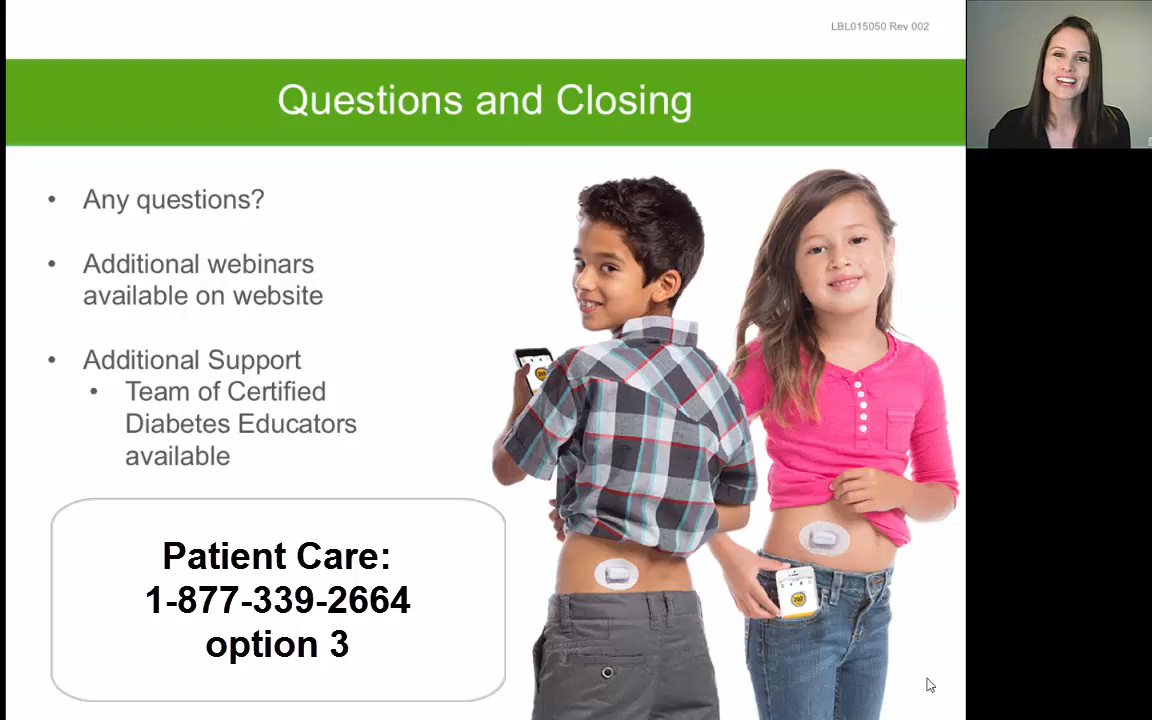 LBL015050 Rev 002
Questions and Closing
• Any questions?
• Additional webinars
available on website
• Additional Support
• Team of Certified
Diabetes Educators
available
Patient Care:
1-877-339-2664
option 3